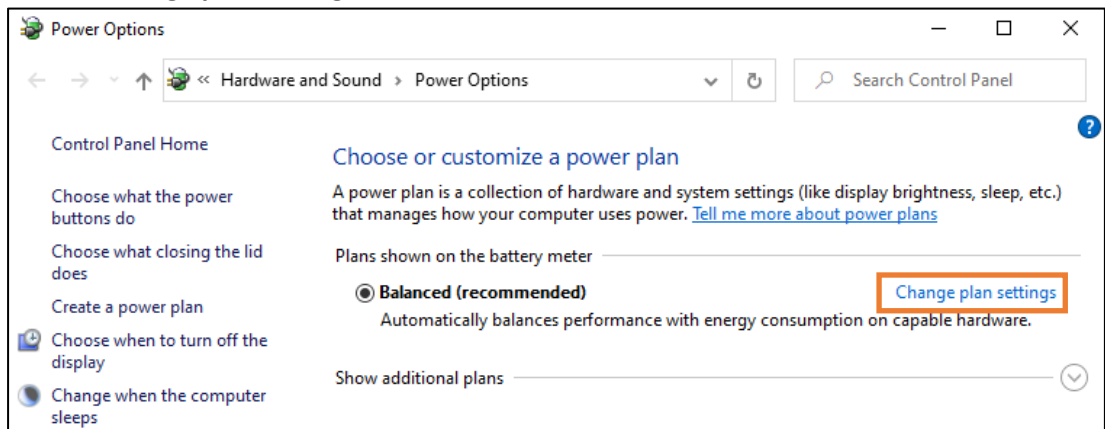 Power Options
« Hardware and Sound › Power Options
Search Control Panel
?
Control Panel Home
Choose what the power
buttons do
Choose what closing the lid
does
Create a power plan
Choose when to turn off the
display
Change when the computer
sleeps
Choose or customize a power plan
A power plan is a collection of hardware and system settings (like display brightness, sleep, etc.)
that manages how your computer uses power. Tell me more about power plans
Plans shown on the battery meter
Balanced (recommended)
Change plan settings
Automatically balances performance with energy consumption on capable hardware.
Show additional plans